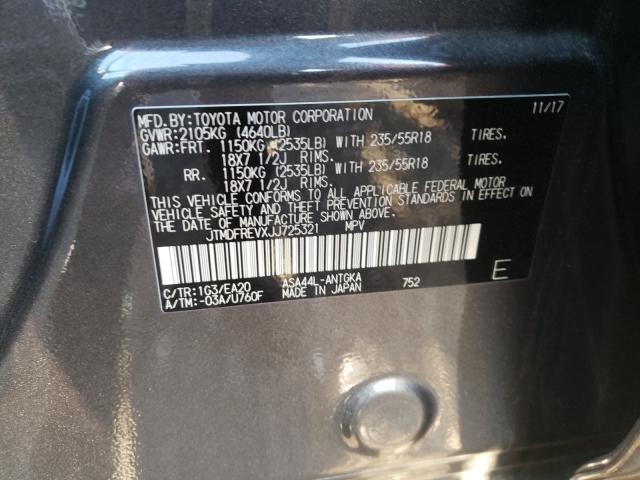 MFD.BY:TOYOTA MOTOR CORPORATION 11/17
GVWR:2105KG (4640LB)
GAWR:FRT. 1150KG (2535LB) WITH 235/55R18 TIRES.
18X7 1/2J RIMS.
RR. 1150KG (2535LB) WITH 235/55R18 TIRES.
18X7 1/2J RIMS.
THIS VEHICLE CONFORMS TO ALL APPLICABLE FEDERAL MOTOR
VEHICLE SAFETY AND THEFT PREVENTION STANDARDS IN EFFECT ON
THE DATE OF MANUFACTURE SHOWN ABOVE.
JTMDFREVXJJ725321 MPV
C/TR:1G3/EA20 ASA44L-ANTGKA 752
A/TM:-03A/U760F MADE IN JAPAN
E